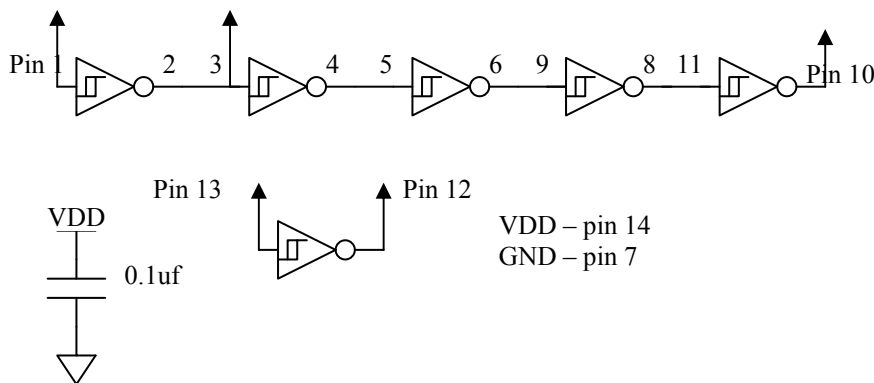 Pin 1 2 3 4 5 6 9 8 11 Pin 10
Pin 13 Pin 12
VDD
VDD – pin 14
GND – pin 7
0.1uf